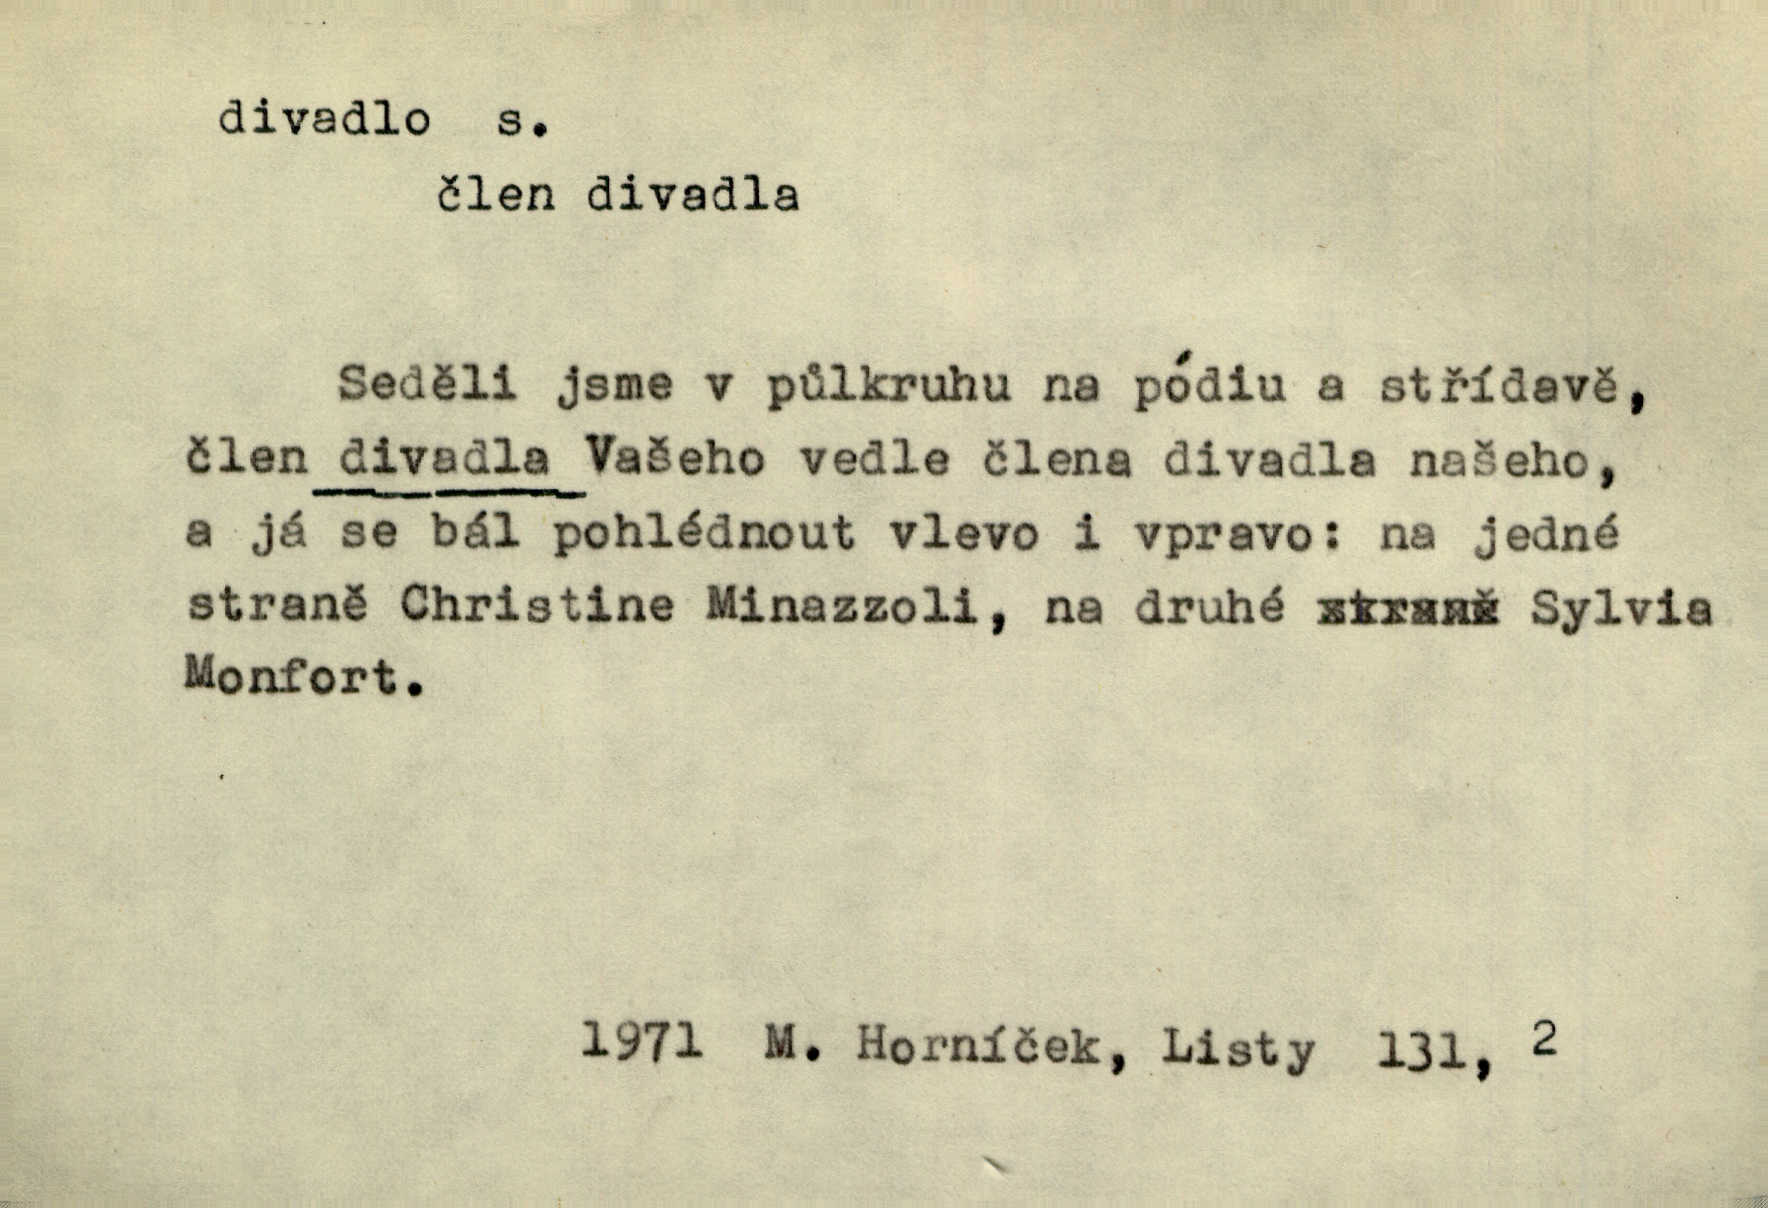 divadlo s.
člen divadla
Seděli jsme v půlkruhu na pódiu a střídavě,
člen divadla Vašeho vedle člena divadla našeho,
a já se bál pohlédnout vlevo i vpravo: na jedné
straně Christine Minazzoli, na druhé straně Sylvia
Monfort.
1971 M. Horníček, Listy 131, 2